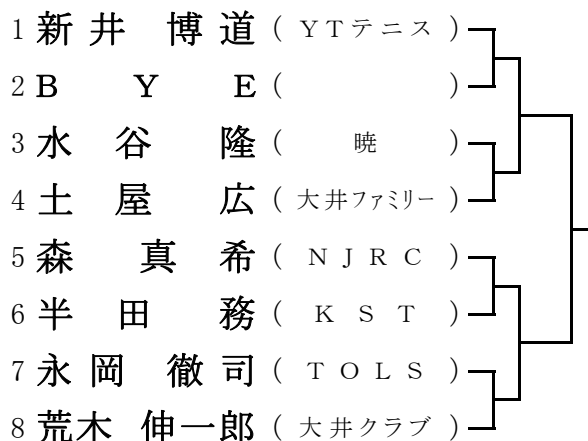 1 新井 博道 ( YTテニス )
2 B Y E ( )
3 水谷 隆 ( 暁 )
4 土屋 広 ( 大井ファミリー )
5 森 真希 ( NJRC )
6 半田 務 ( KST )
7 永岡 徹司 ( TOLS )
8 荒木 伸一郎 ( 大井クラブ )